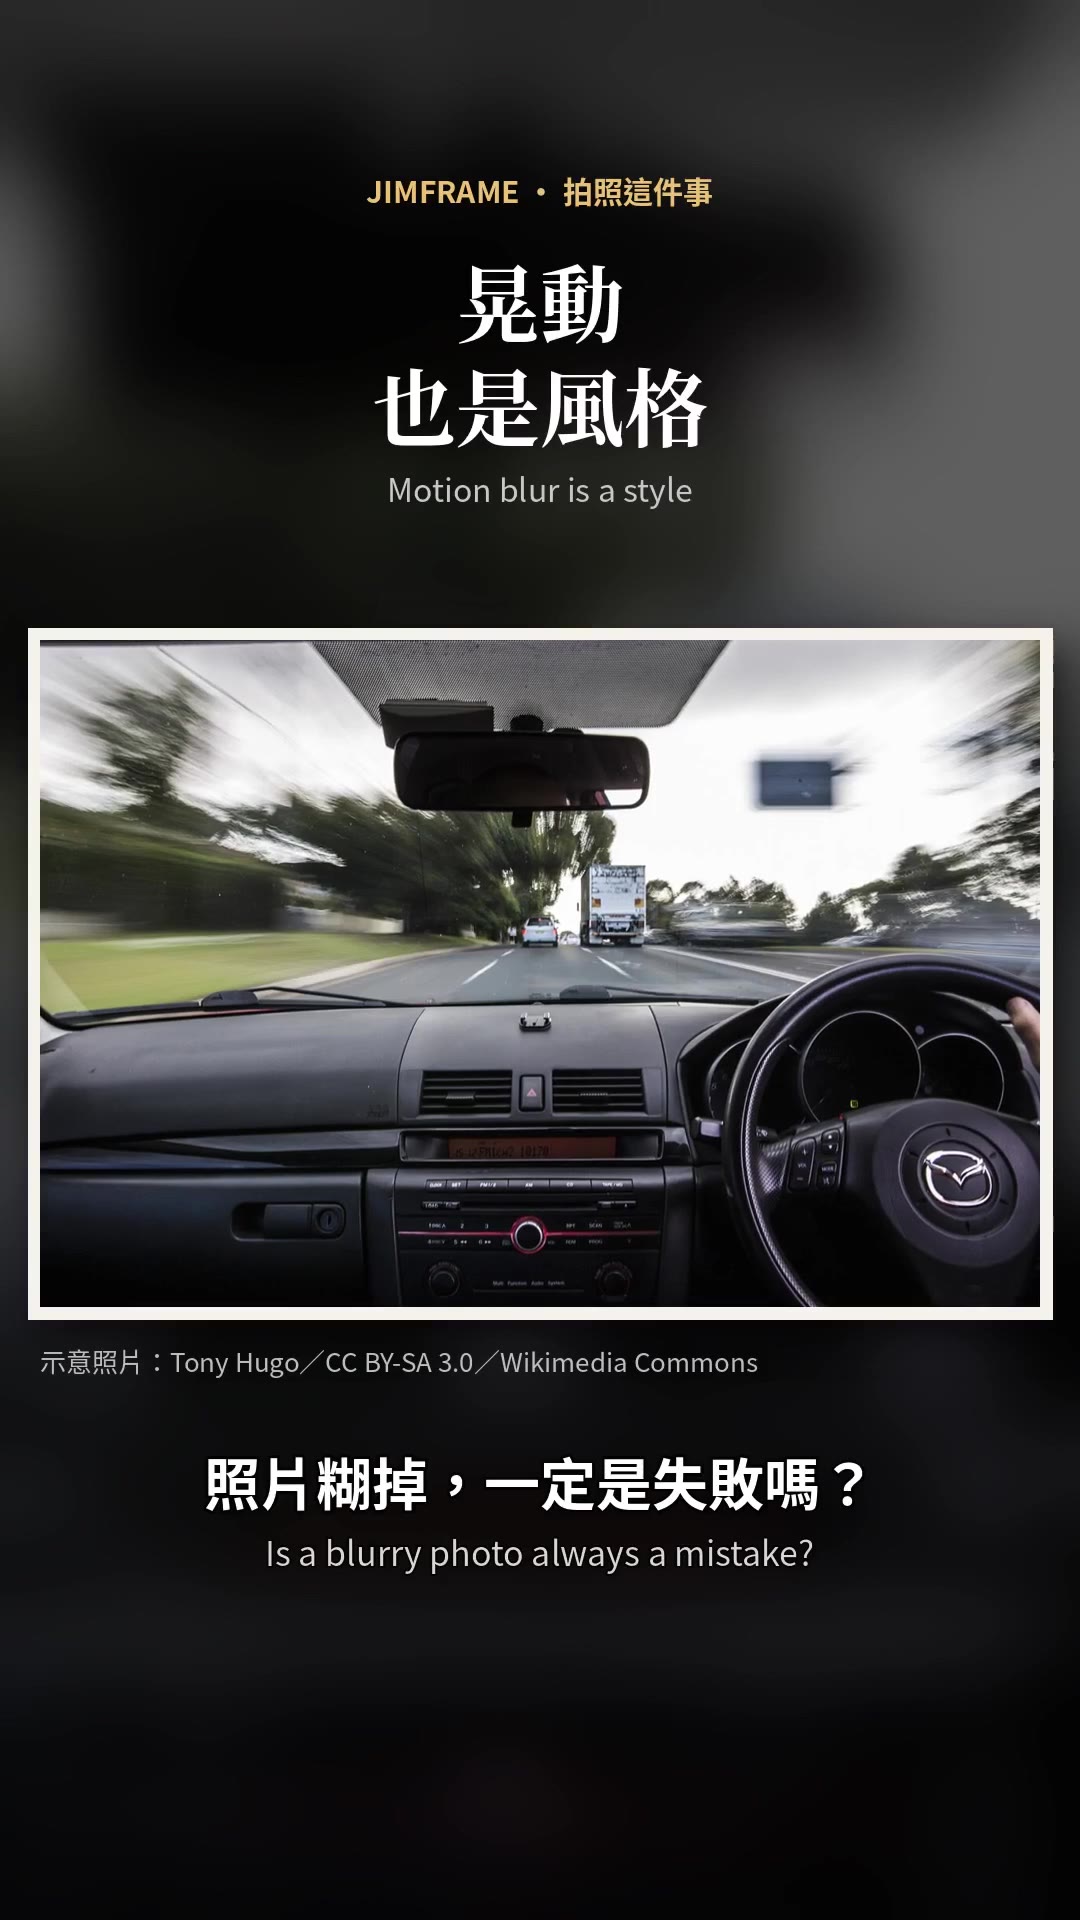 JIMFRAME · 拍照這件事
晃動
也是風格
Motion blur is a style
示意照片：Tony Hugo／CC BY-SA 3.0／Wikimedia Commons
照片糊掉，一定是失敗嗎？
Is a blurry photo always a mistake?